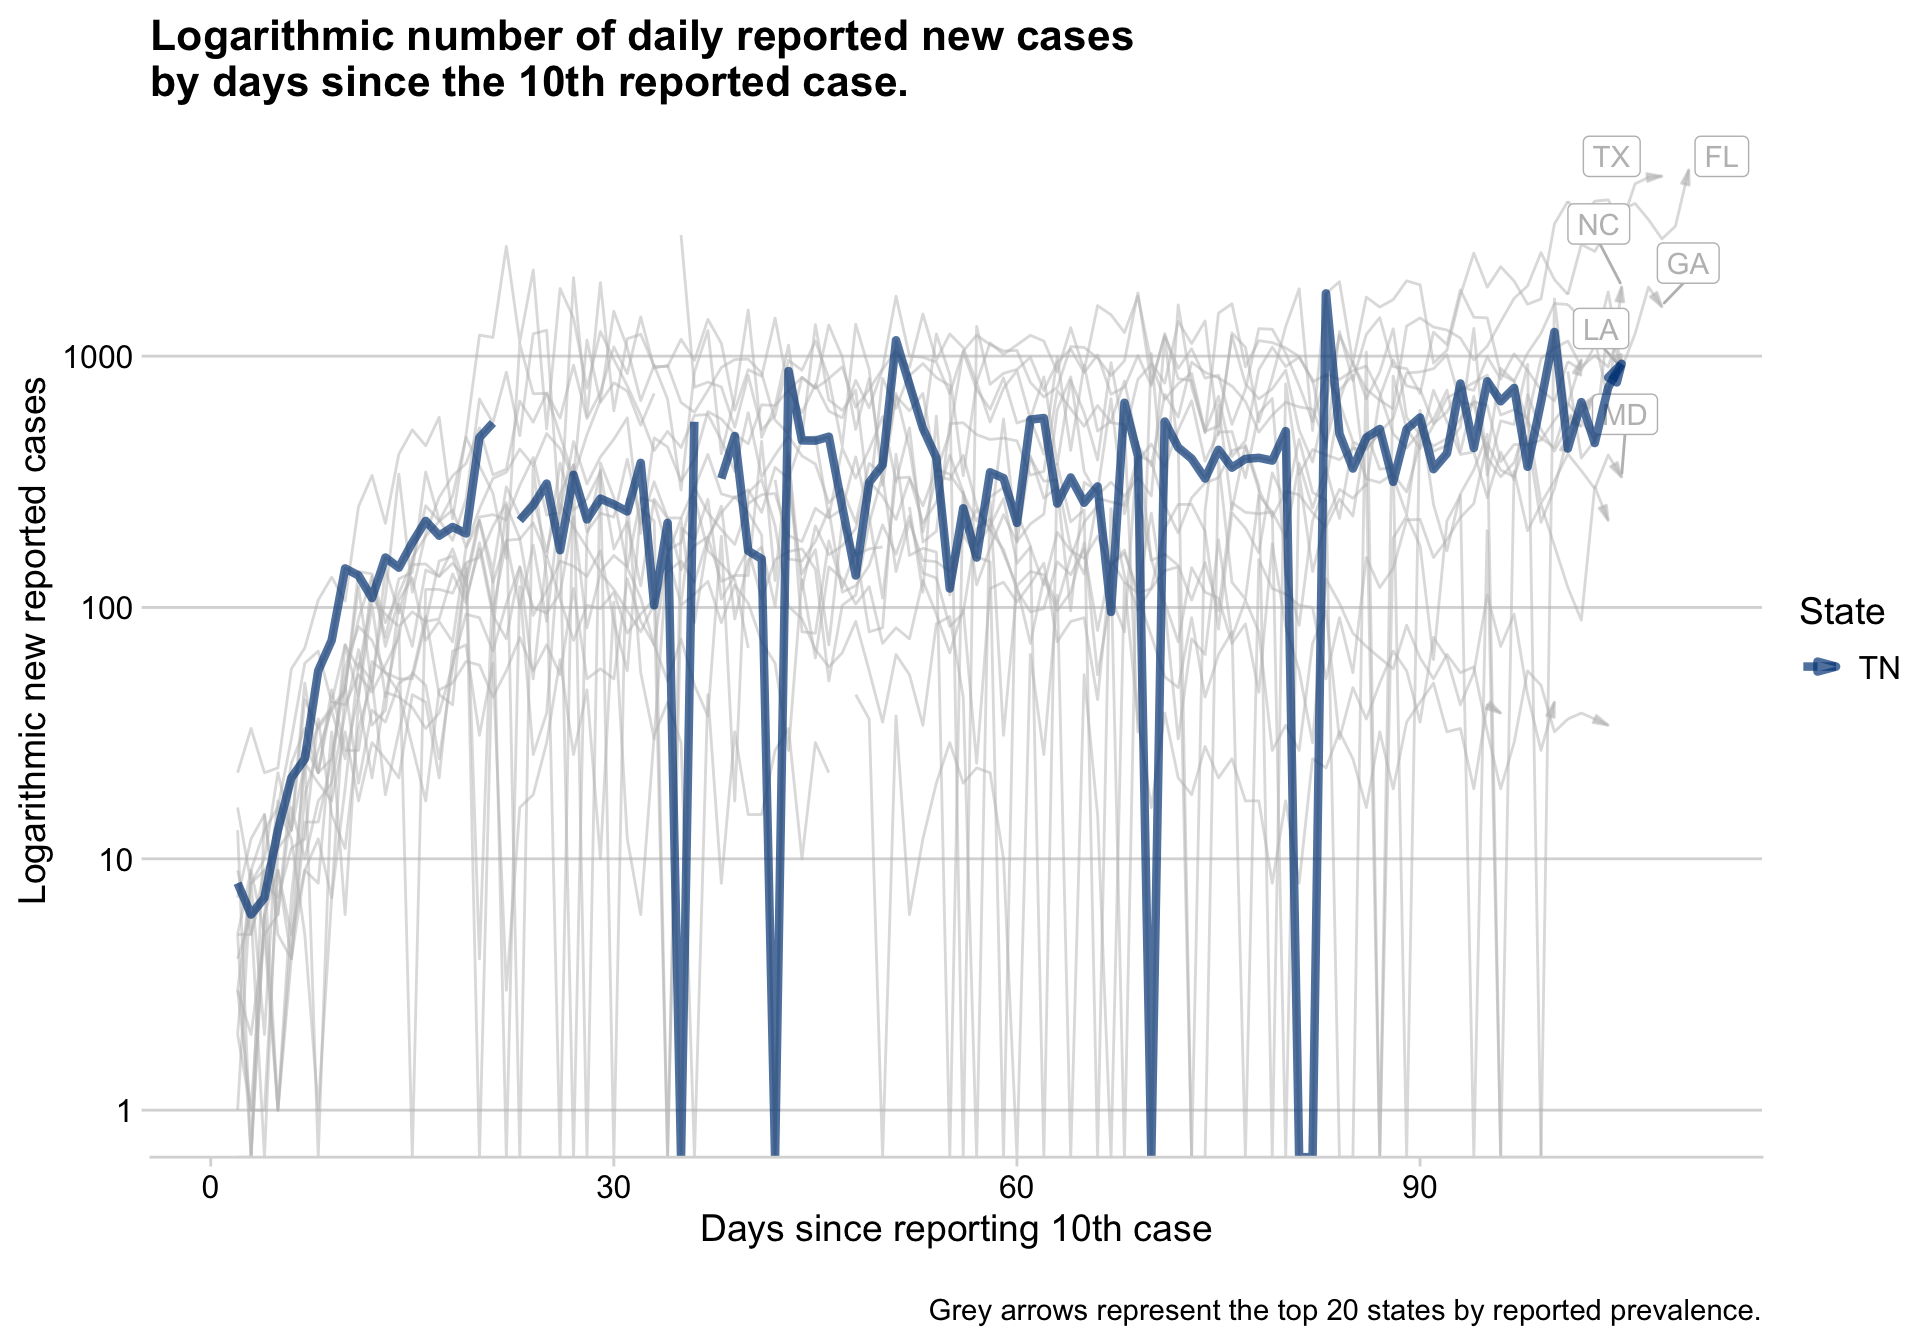 Logarithmic number of daily reported new cases
by days since the 10th reported case.
TX
FL
NC
GA
LA
MD
1000
100
10
1
Logarithmic new reported cases
0
30
60
90
Days since reporting 10th case
State
TN
Grey arrows represent the top 20 states by reported prevalence.